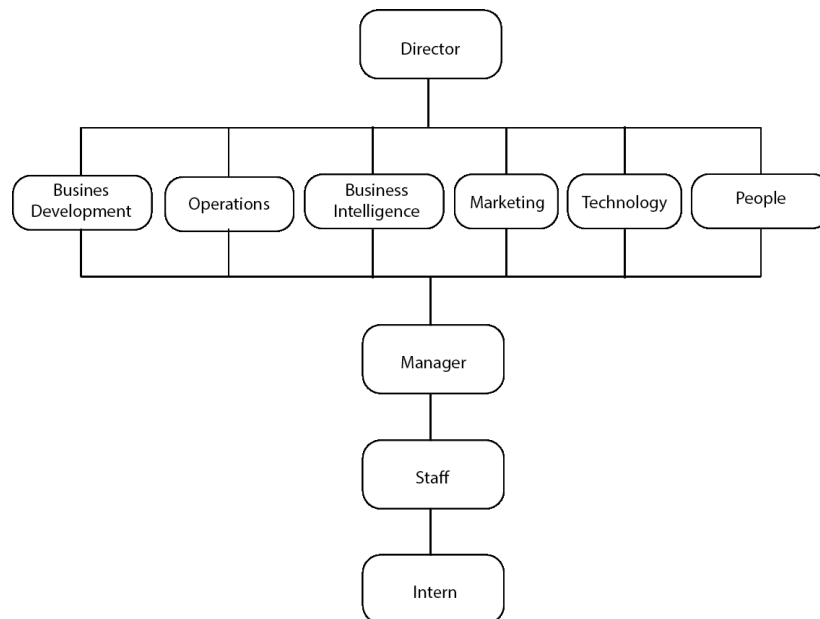 Director
Busines
Development
Operations
Business
Intelligence
Marketing
Technology
People
Manager
Staff
Intern